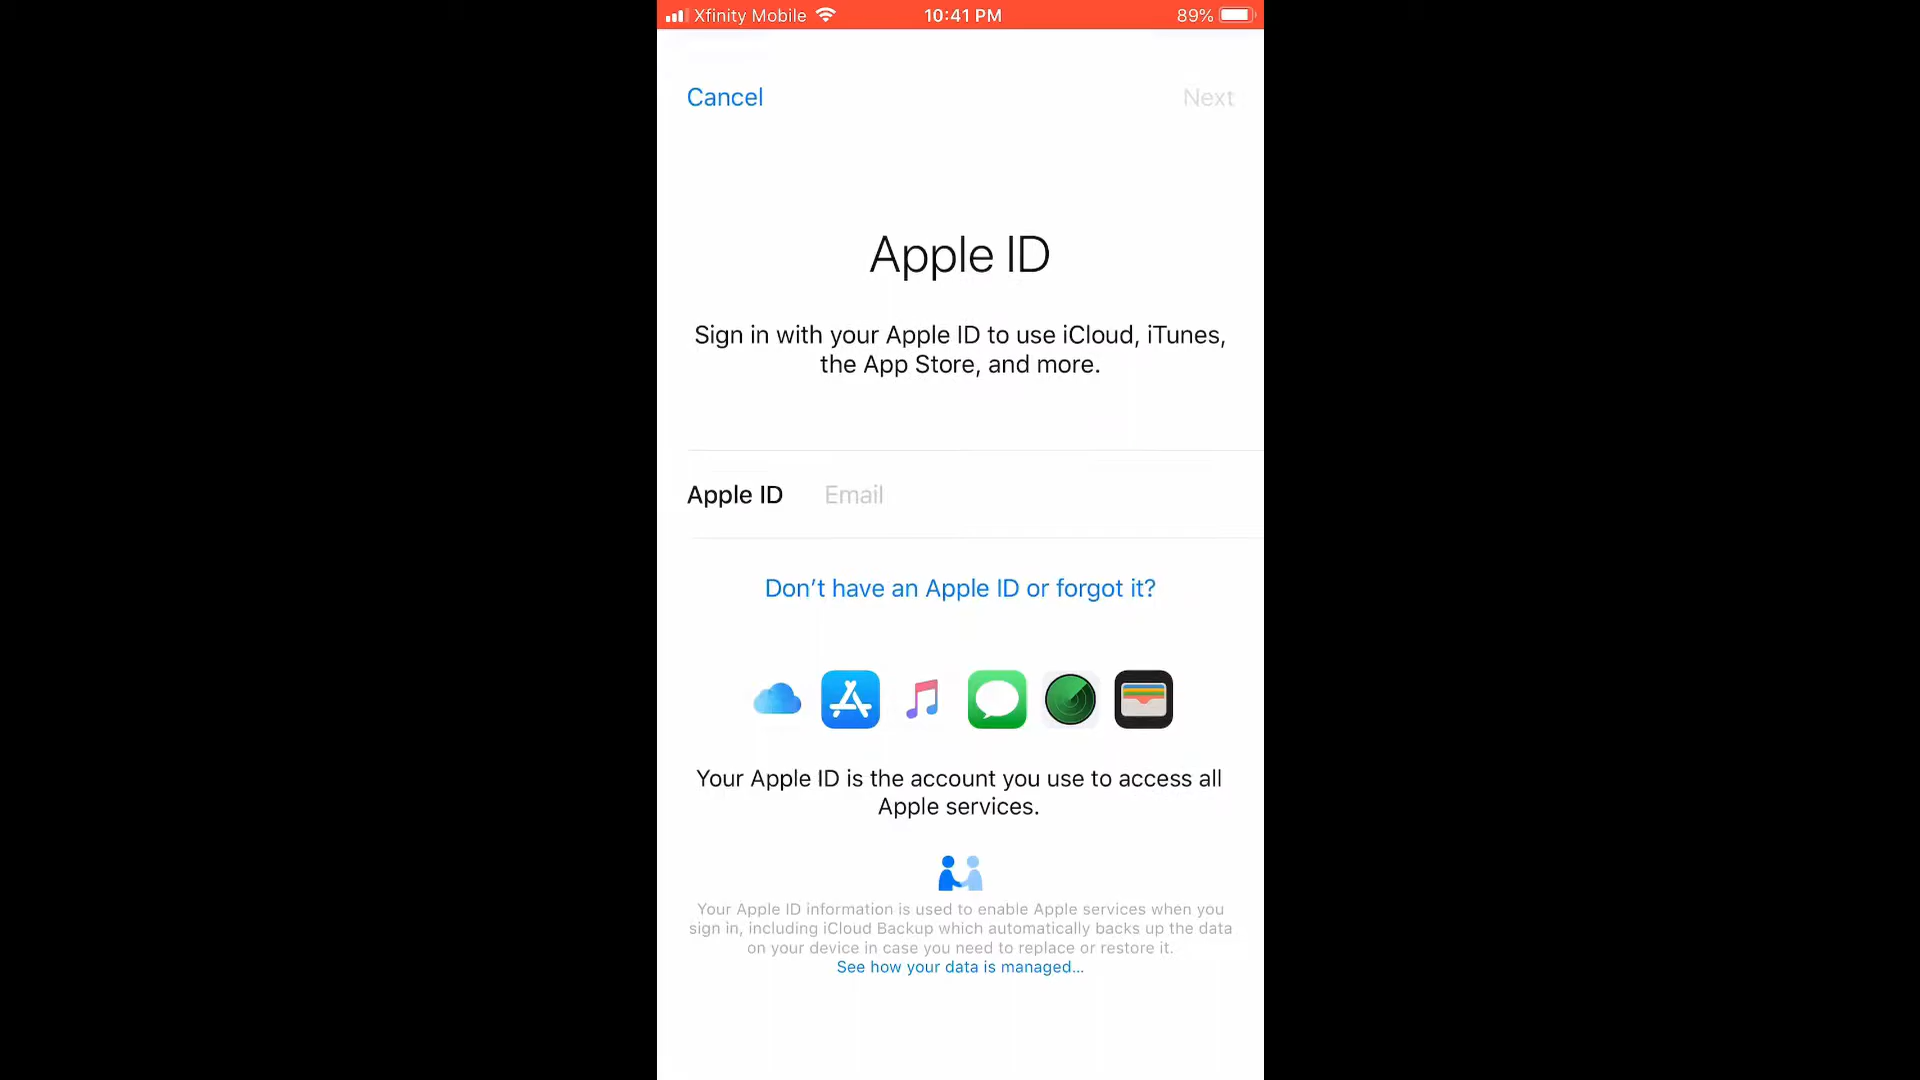 Xfinity Mobile 10:41 PM 89%
Cancel Next
Apple ID
Sign in with your Apple ID to use iCloud, iTunes,
the App Store, and more.
Apple ID Email
Don’t have an Apple ID or forgot it?
Your Apple ID is the account you use to access all
Apple services.
Your Apple ID information is used to enable Apple services when you
sign in, including iCloud Backup which automatically backs up the data
on your device in case you need to replace or restore it.
See how your data is managed...